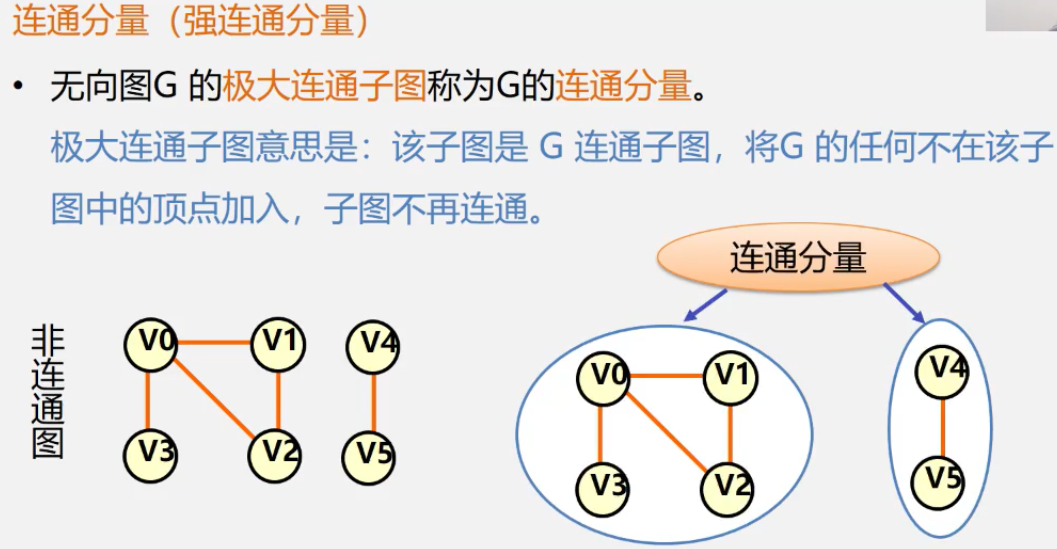 连通分量（强连通分量）
• 无向图G 的极大连通子图称为G的连通分量。
极大连通子图意思是：该子图是 G 连通子图，将G 的任何不在该子
图中的顶点加入，子图不再连通。
连通分量
非连通图
V0 V1 V4
V3 V2 V5
V0 V1 V4
V3 V2 V5